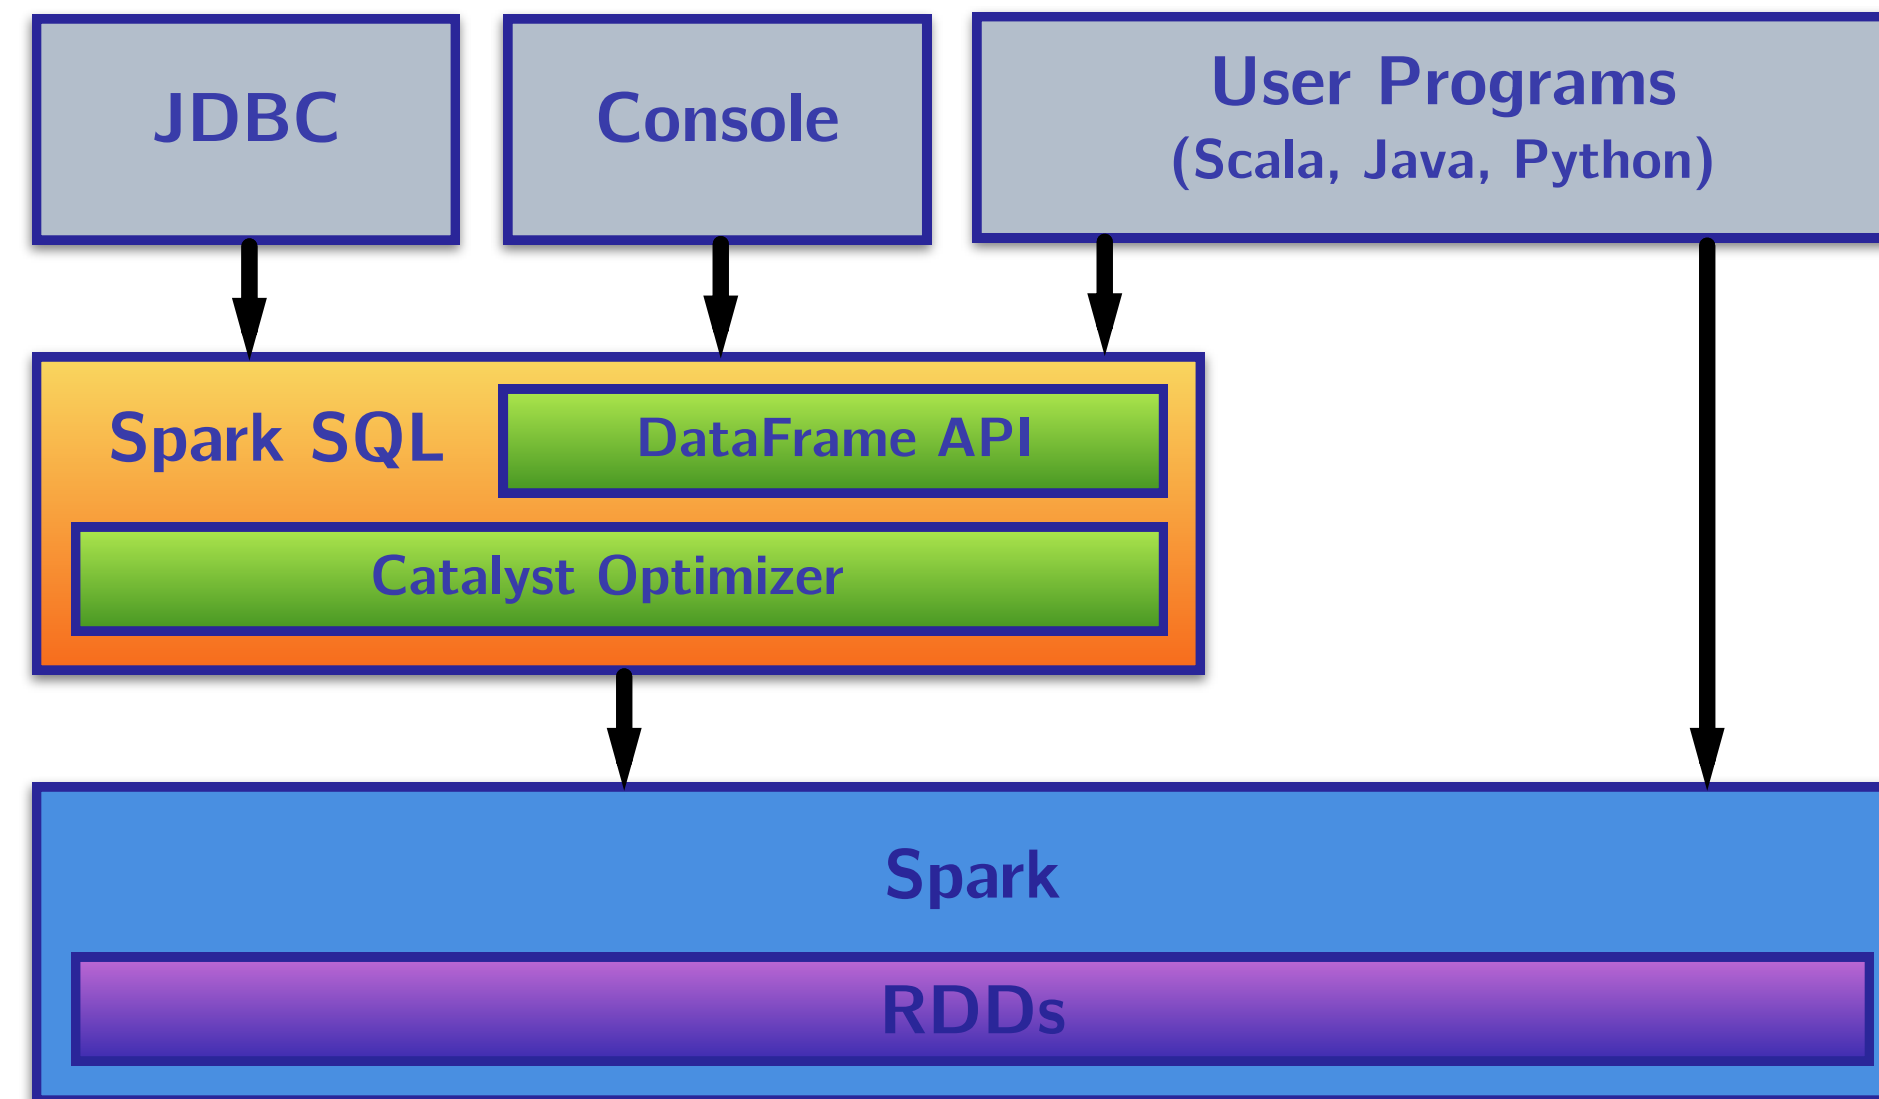 JDBC
Console
User Programs
(Scala, Java, Python)
Spark SQL
DataFrame API
Catalyst Optimizer
Spark
RDDs